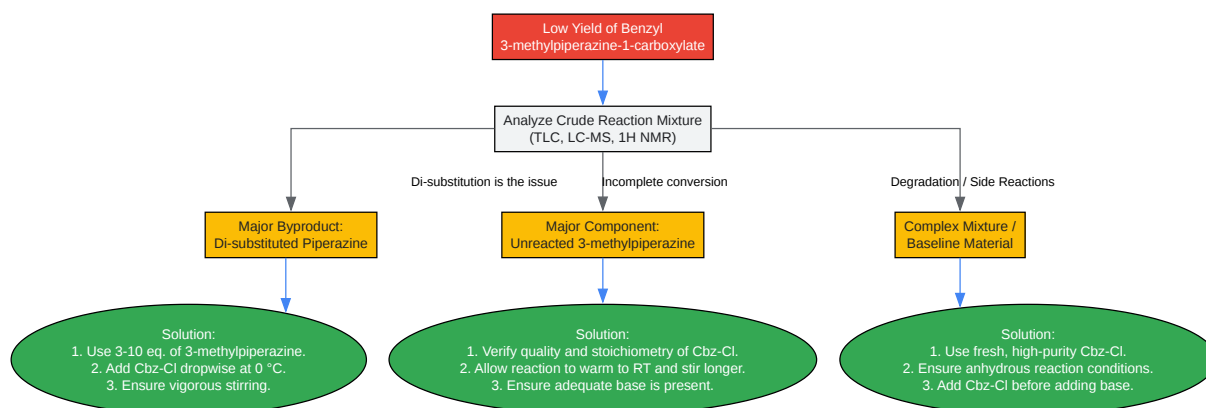 Low Yield of Benzyl
3-methylpiperazine-1-carboxylate
Analyze Crude Reaction Mixture
(TLC, LC-MS, 1H NMR)
Di-substitution is the issue
Incomplete conversion
Degradation / Side Reactions
Major Byproduct:
Di-substituted Piperazine
Major Component:
Unreacted 3-methylpiperazine
Complex Mixture /
Baseline Material
Solution:
1. Use 3-10 eq. of 3-methylpiperazine.
2. Add Cbz-Cl dropwise at 0 °C.
3. Ensure vigorous stirring.
Solution:
1. Verify quality and stoichiometry of Cbz-Cl.
2. Allow reaction to warm to RT and stir longer.
3. Ensure adequate base is present.
Solution:
1. Use fresh, high-purity Cbz-Cl.
2. Ensure anhydrous reaction conditions.
3. Add Cbz-Cl before adding base.